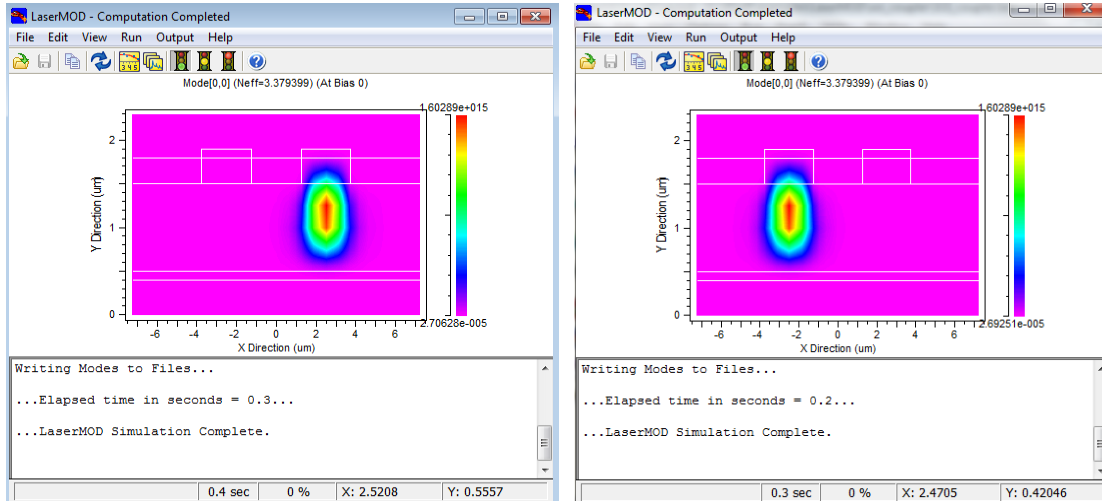 LaserMOD - Computation Completed
File Edit View Run Output Help
Mode[0,0] (Neff=3.379399) (At Bias 0)
1.60289e+015
2
1
0
Y Direction (um)
-6 -4 -2 0 2 4 6
X Direction (um)
2.70628e-005
Writing Modes to Files...
...Elapsed time in seconds = 0.3...
...LaserMOD Simulation Complete.
0.4 sec 0 % X: 2.5208 Y: 0.5557
LaserMOD - Computation Completed
File Edit View Run Output Help
Mode[0,0] (Neff=3.379399) (At Bias 0)
1.60289e+015
2
1
0
Y Direction (um)
-6 -4 -2 0 2 4 6
X Direction (um)
2.69251e-005
Writing Modes to Files...
...Elapsed time in seconds = 0.2...
...LaserMOD Simulation Complete.
0.3 sec 0 % X: 2.4705 Y: 0.42046